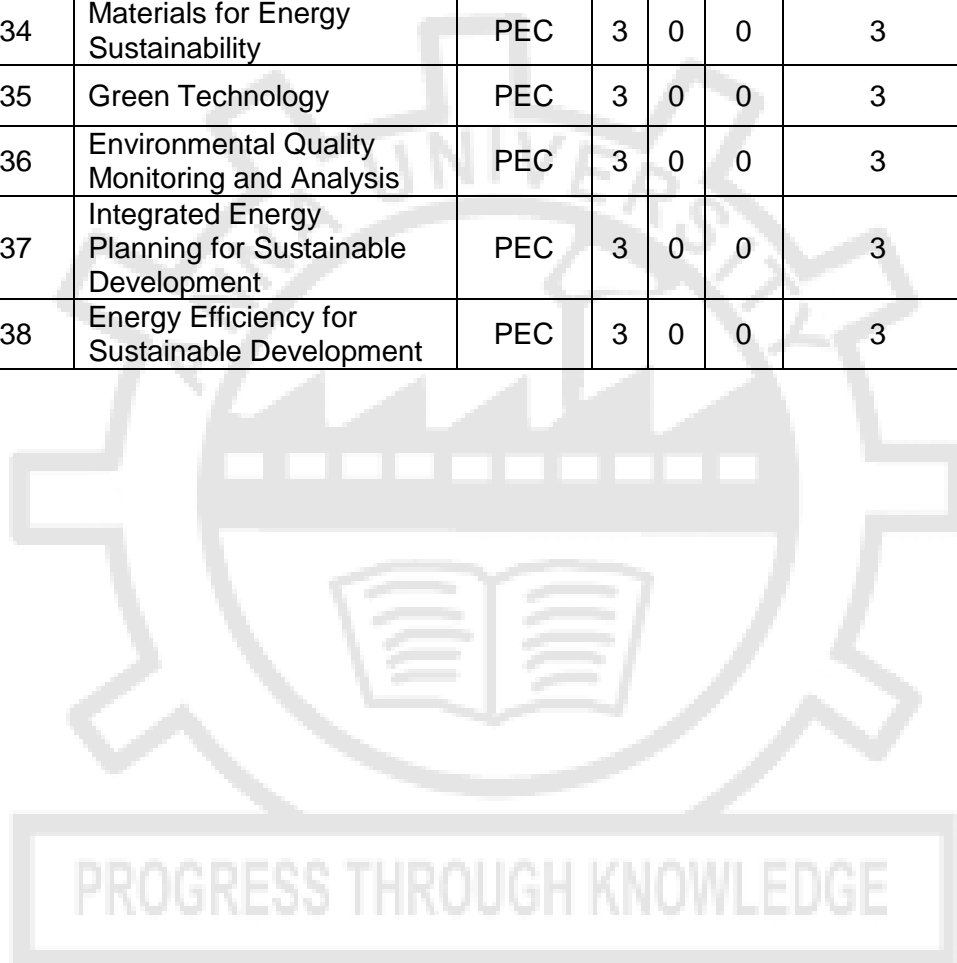 34 Materials for Energy Sustainability PEC 3 0 0 3
35 Green Technology PEC 3 0 0 3
36 Environmental Quality Monitoring and Analysis PEC 3 0 0 3
37 Integrated Energy Planning for Sustainable Development PEC 3 0 0 3
38 Energy Efficiency for Sustainable Development PEC 3 0 0 3
UNIVERSITY
PROGRESS THROUGH KNOWLEDGE